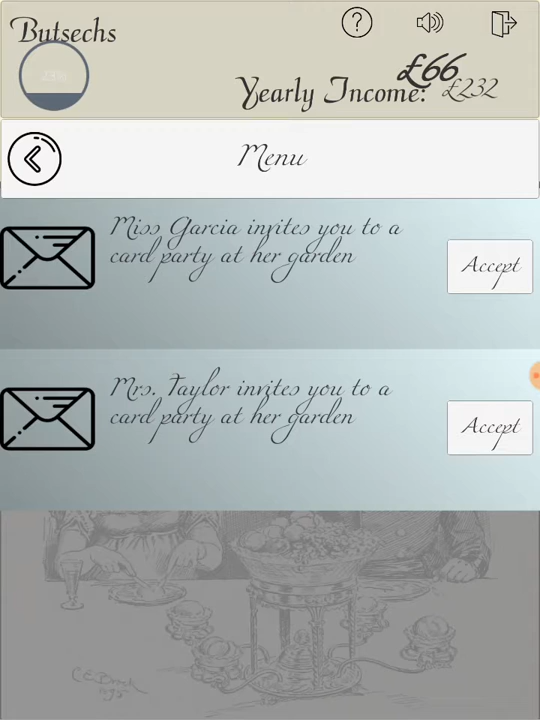 Butsechs
£66
Yearly Income: £232
Menu
Miss Garcia invites you to a
card party at her garden
Accept
Mrs. Taylor invites you to a
card party at her garden
Accept